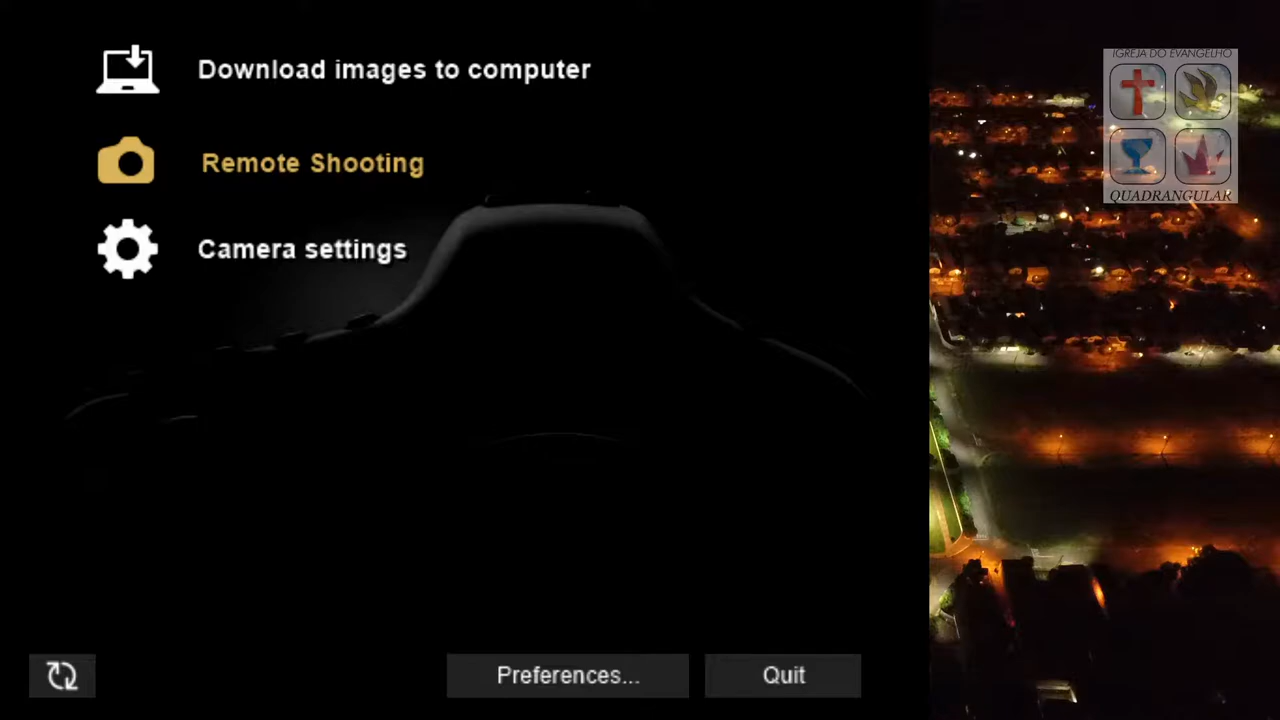 Download images to computer
Remote Shooting
Camera settings
Preferences...
Quit
IGREJA DO EVANGELHO
QUADRANGULAR